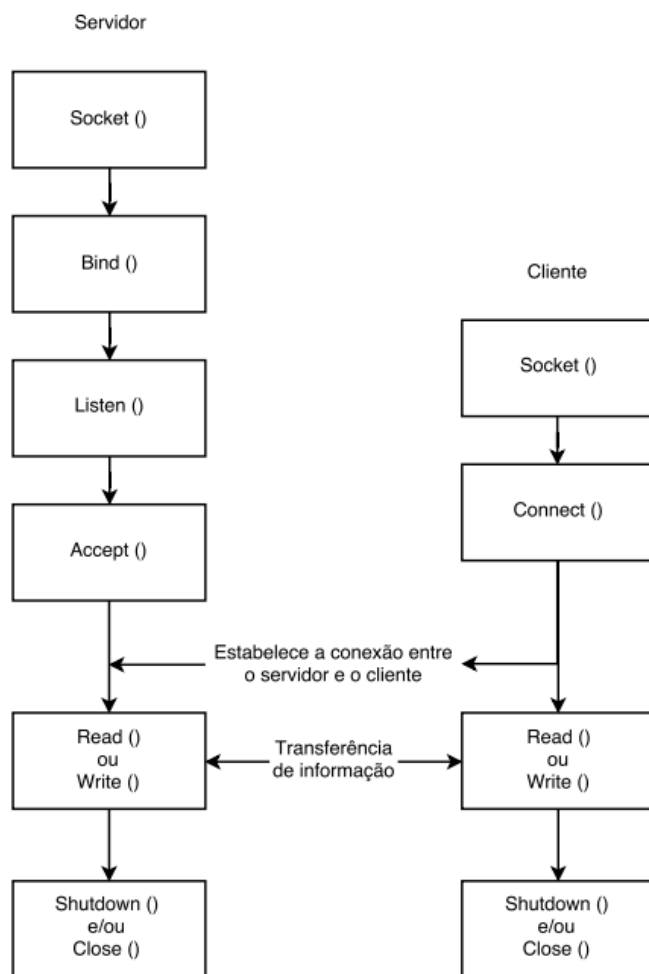 Servidor
Socket ()
Bind ()
Cliente
Listen ()
Socket ()
Accept ()
Connect ()
Estabelece a conexão entre
o servidor e o cliente
Read ()
ou
Write ()
Transferência
de informação
Read ()
ou
Write ()
Shutdown ()
e/ou
Close ()
Shutdown ()
e/ou
Close ()